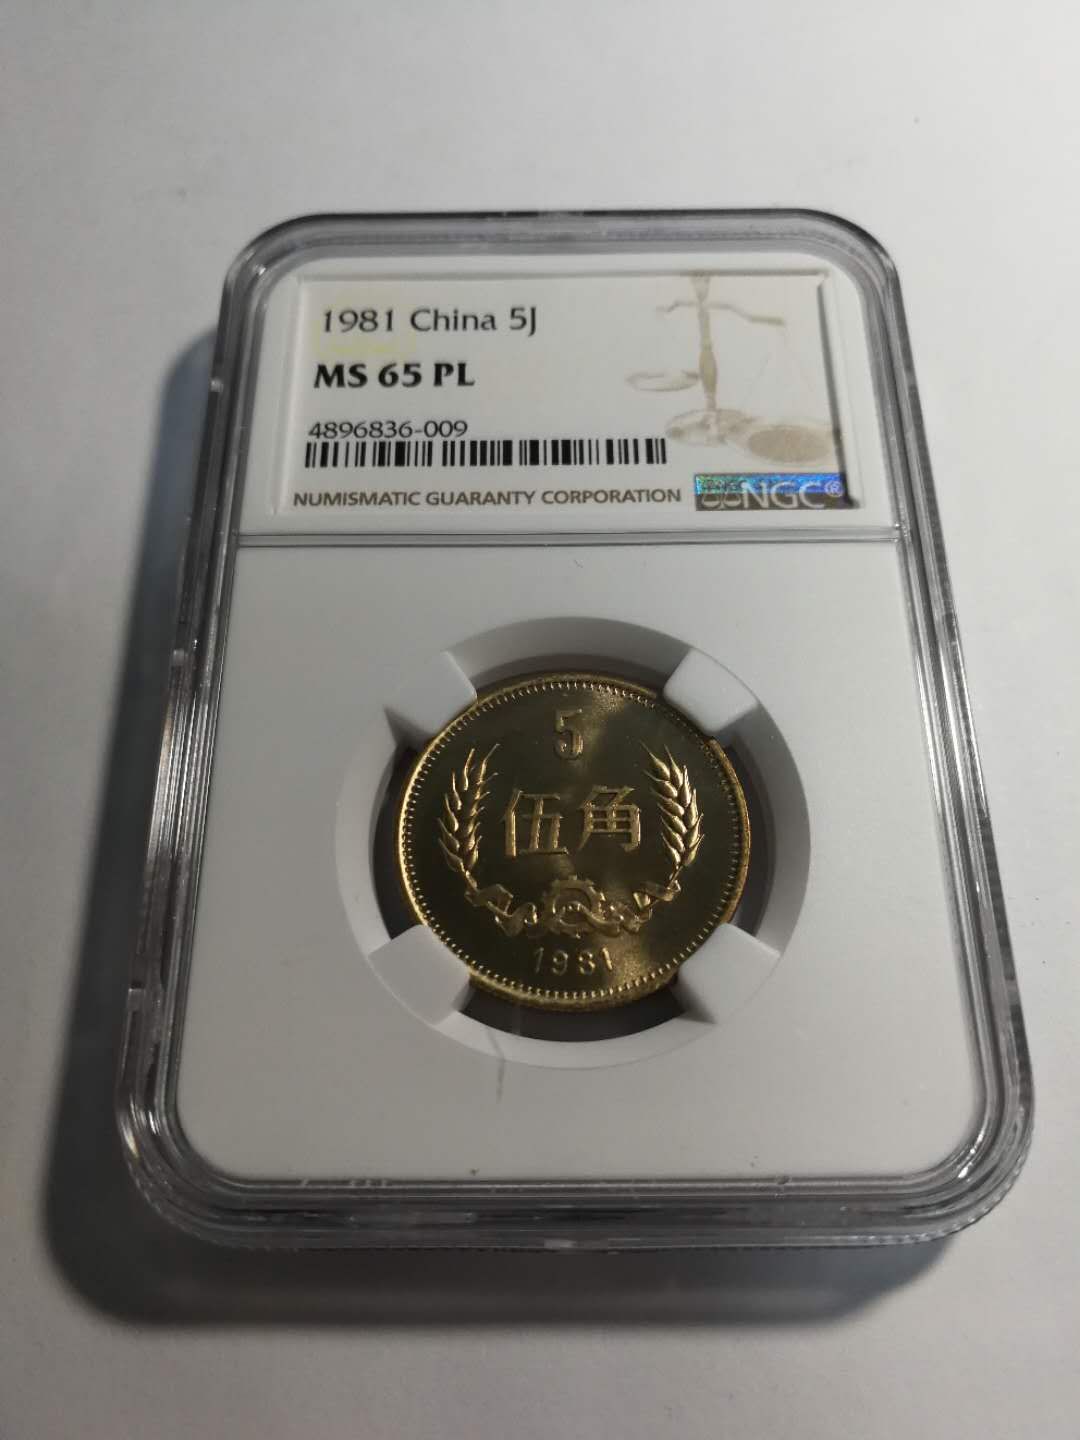 1981 China 5J
MS 65 PL
4896836-009
NUMISMATIC GUARANTY CORPORATION
NGC®
5
伍角
1981